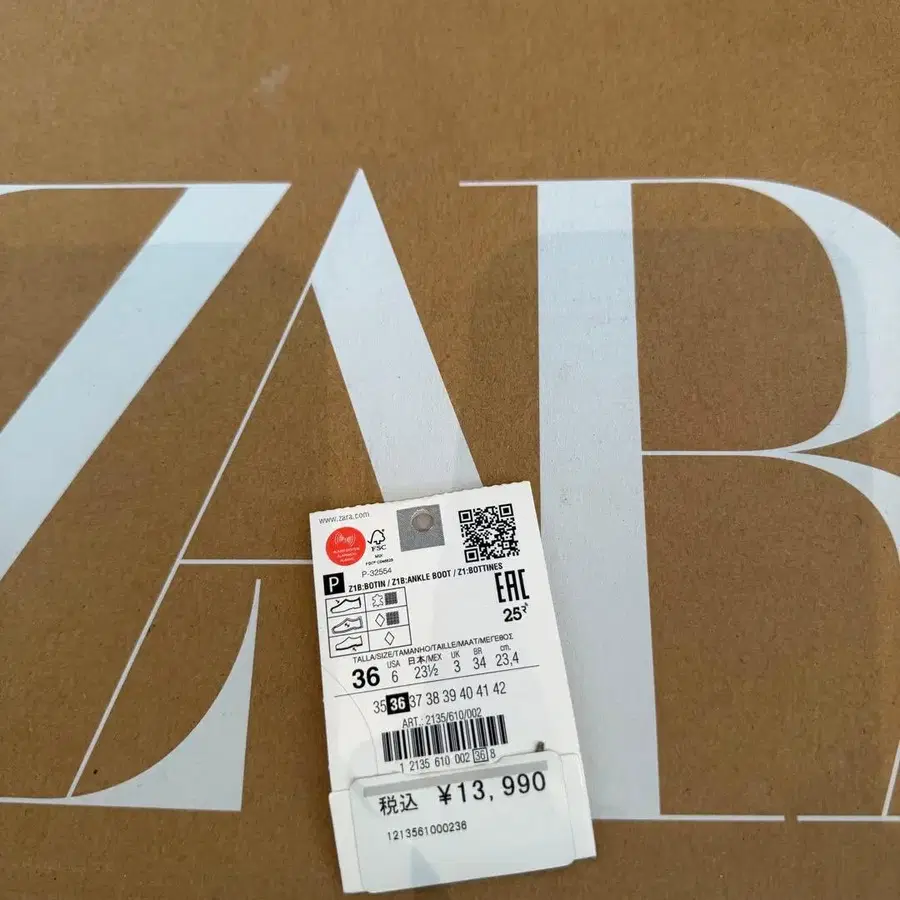 ZAR
www.zara.com
FSC
MIX
P-32554
P Z1B:BOTIN / Z1B:ANKLE BOOT / Z1:BOTTINES
EAC
25
TALLA/SIZE/TAMANHO/TAILLE/MAAT/ΜΕΓΕΘΟΣ
USA 日本/MEX UK BR cm.
36 6 23½ 3 34 23,4
35 36 37 38 39 40 41 42
ART.: 2135/610/002
1 2135 610 002 36 8
税込 ¥13,990
1213561000236